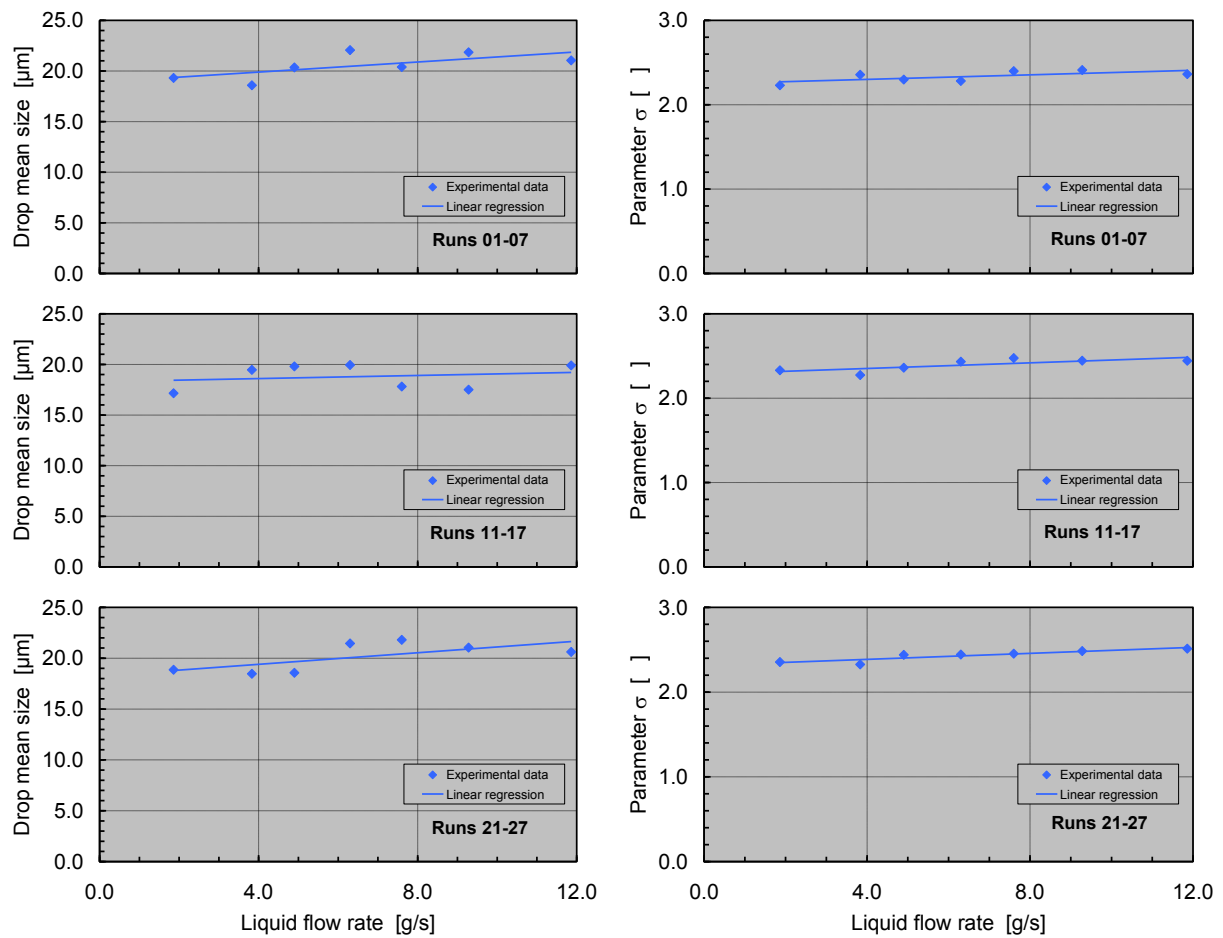 25.0
20.0
15.0
10.0
5.0
0.0
Drop mean size [µm]
Experimental data
Linear regression
Runs 01-07
3.0
2.0
1.0
0.0
Parameter σ [ ]
Experimental data
Linear regression
Runs 01-07
25.0
20.0
15.0
10.0
5.0
0.0
Drop mean size [µm]
Experimental data
Linear regression
Runs 11-17
3.0
2.0
1.0
0.0
Parameter σ [ ]
Experimental data
Linear regression
Runs 11-17
25.0
20.0
15.0
10.0
5.0
0.0
Drop mean size [µm]
Experimental data
Linear regression
Runs 21-27
0.0 4.0 8.0 12.0
Liquid flow rate [g/s]
3.0
2.0
1.0
0.0
Parameter σ [ ]
Experimental data
Linear regression
Runs 21-27
0.0 4.0 8.0 12.0
Liquid flow rate [g/s]